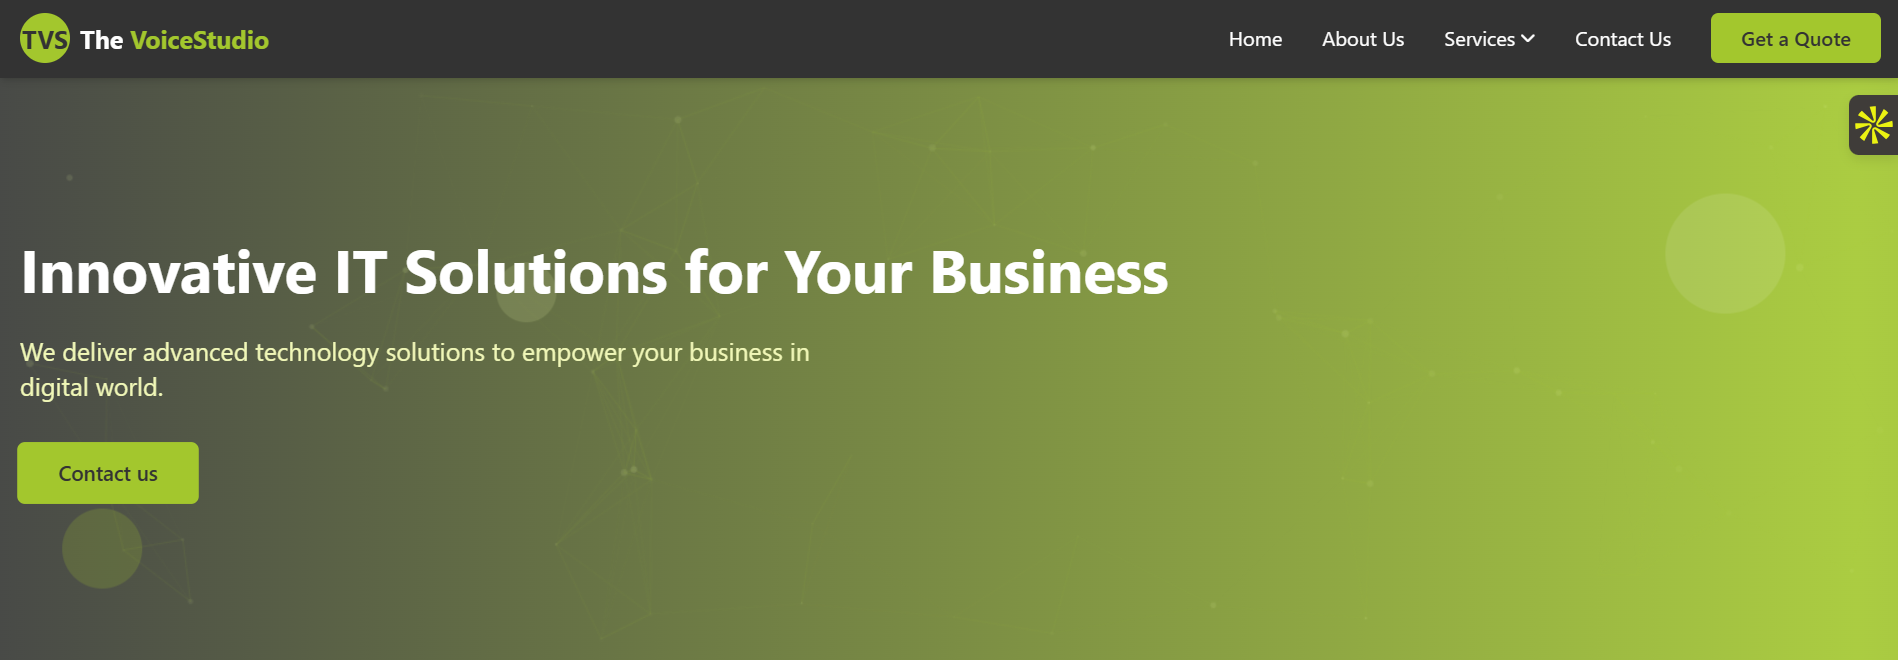 TVS The VoiceStudio
Home About Us Services Contact Us Get a Quote
Innovative IT Solutions for Your Business
We deliver advanced technology solutions to empower your business in
digital world.
Contact us